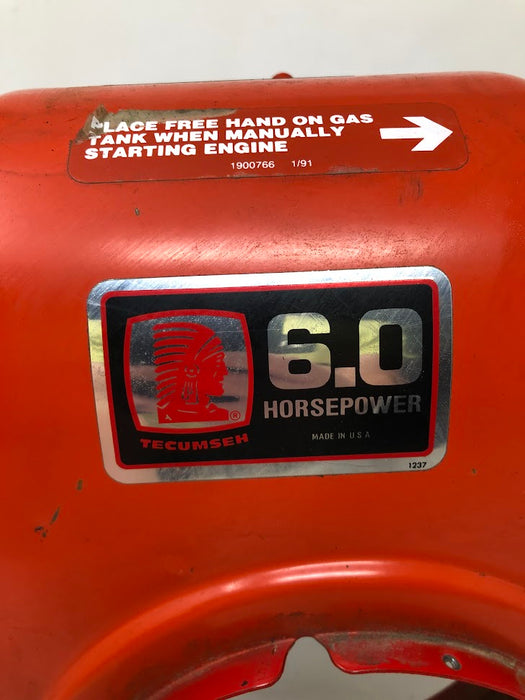 PLACE FREE HAND ON GAS
TANK WHEN MANUALLY
STARTING ENGINE
1900766 1/91
6.0
HORSEPOWER
TECUMSEH
®
MADE IN U S A
1237